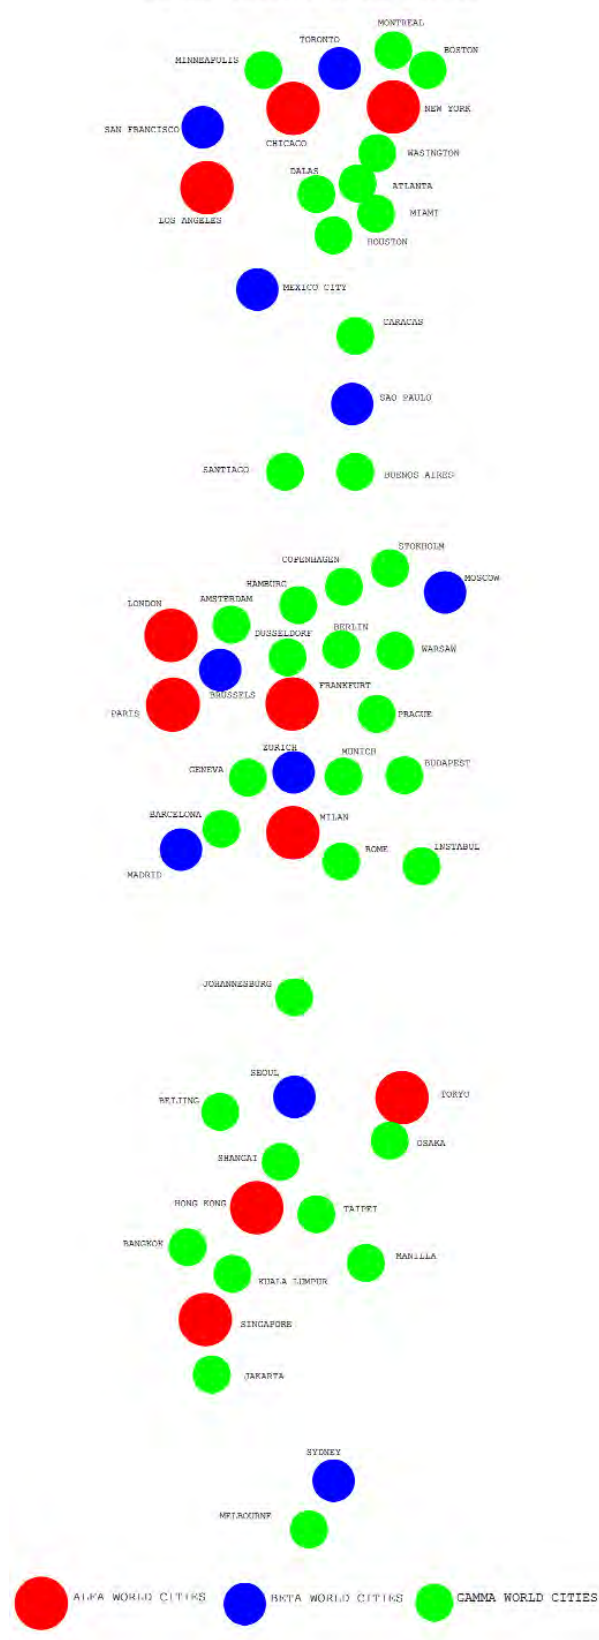 MONTREAL
TORONTO
BOSTON
MINNEAPOLIS
NEW YORK
SAN FRANCISCO
CHICACO
WASINGTON
DALAS
ATLANTA
MIAMI
LOS ANGELES
HOUSTON
MEXICO CITY
CARACAS
SAO PAULO
SANTIAGO
BUENOS AIRES
STOKHOLM
COPENHAGEN
MOSCOW
HAMBURG
AMSTERDAM
LONDON
BERLIN
DUSSELDORF
WARSAW
FRANKFURT
BRUSSELS
PARIS
PRAGUE
ZURICH
MUNICH
BUDAPEST
GENEVA
BARCELONA
MILAN
ROME
INSTABUL
MADRID
JOHANNESBURG
SEOUL
TOKYO
BEIJING
OSAKA
SHANGAI
HONG KONG
TAIPEI
BANGKOK
MANILLA
KUALA LUMPUR
SINGAPORE
JAKARTA
SYDNEY
MELBOURNE
ALFA WORLD CITIES
BETA WORLD CITIES
GAMMA WORLD CITIES